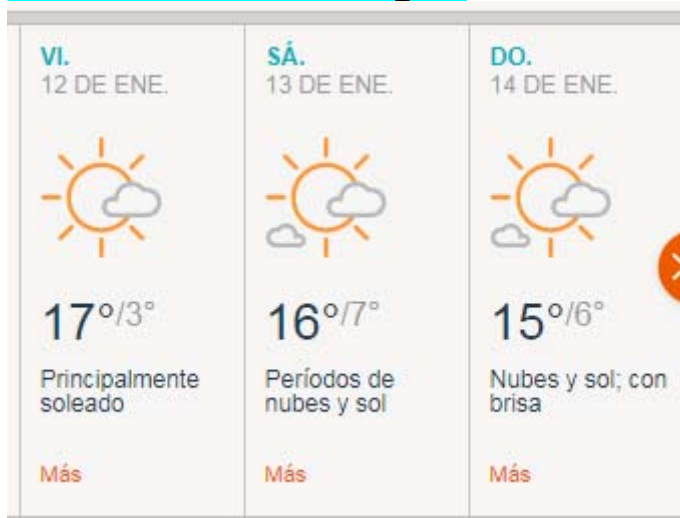 VI.
12 DE ENE.
17°/3°
Principalmente
soleado
Más
SÁ.
13 DE ENE.
16°/7°
Períodos de
nubes y sol
Más
DO.
14 DE ENE.
15°/6°
Nubes y sol; con
brisa
Más